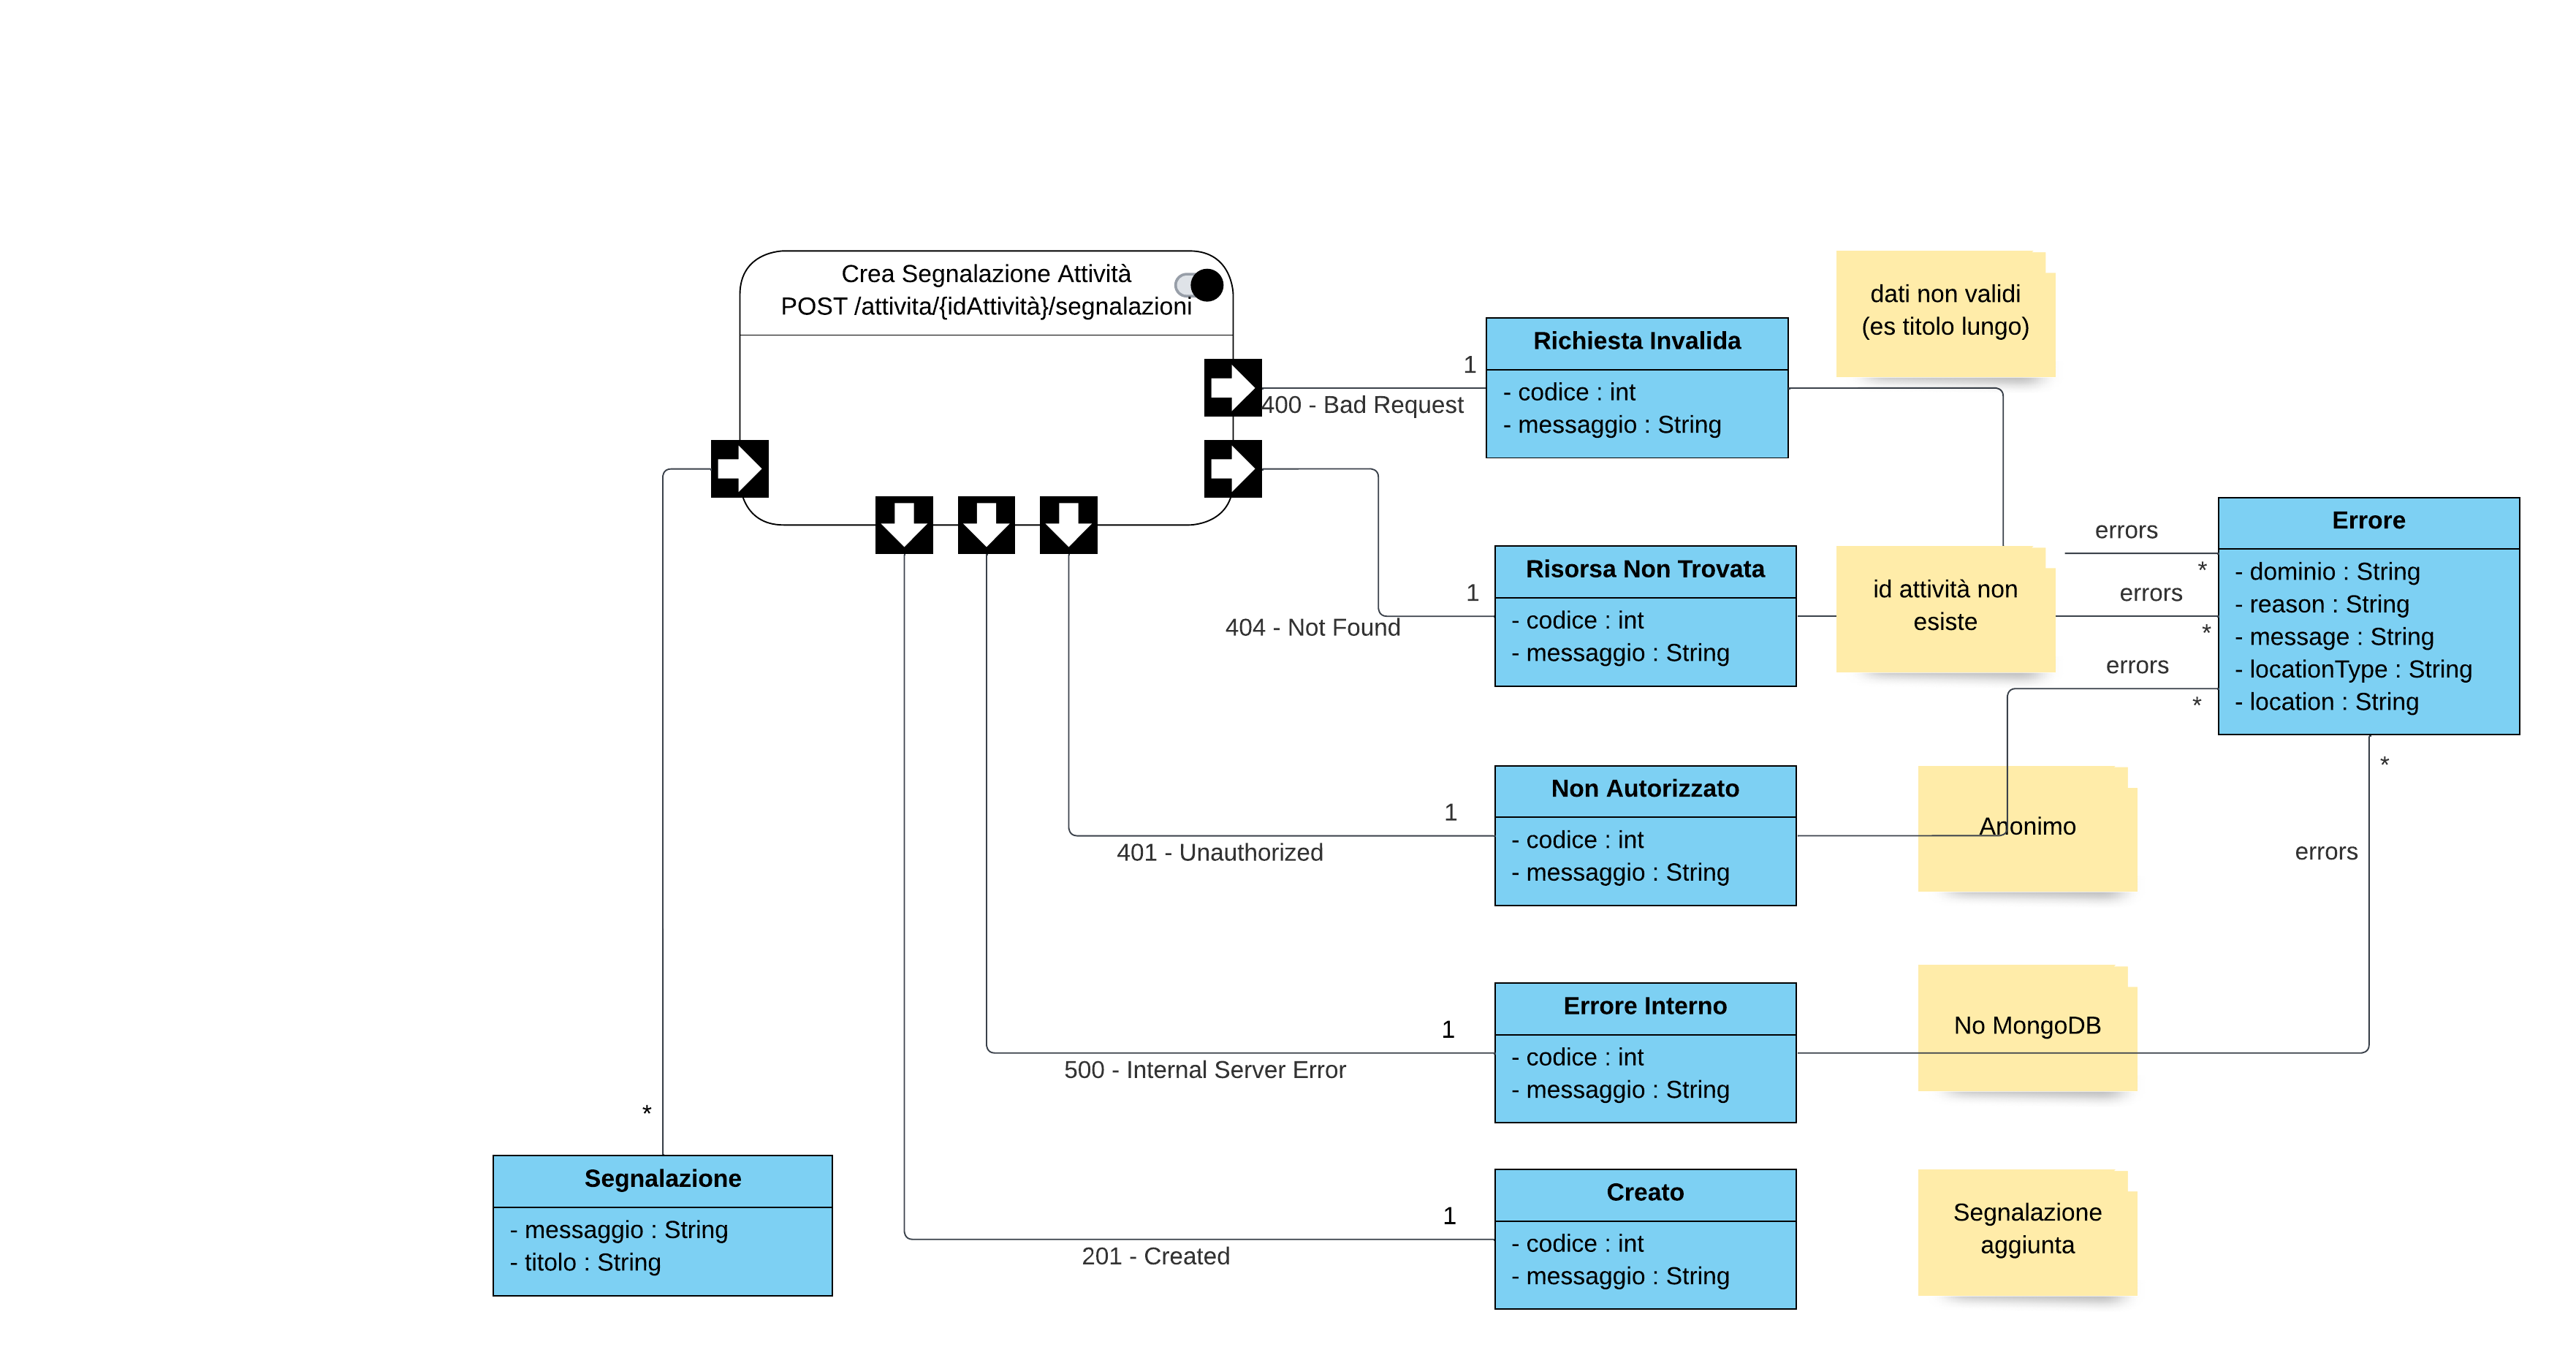 Crea Segnalazione Attività
POST /attivita/{idAttività}/segnalazioni
dati non validi
(es titolo lungo)
1
400 - Bad Request
Richiesta Invalida
- codice : int
- messaggio : String
errors
*
errors
*
errors
*
Errore
- dominio : String
- reason : String
- message : String
- locationType : String
- location : String
1
404 - Not Found
Risorsa Non Trovata
- codice : int
- messaggio : String
id attività non
esiste
1
401 - Unauthorized
Non Autorizzato
- codice : int
- messaggio : String
Anonimo
*
errors
1
500 - Internal Server Error
Errore Interno
- codice : int
- messaggio : String
No MongoDB
*
Segnalazione
- messaggio : String
- titolo : String
1
201 - Created
Creato
- codice : int
- messaggio : String
Segnalazione
aggiunta